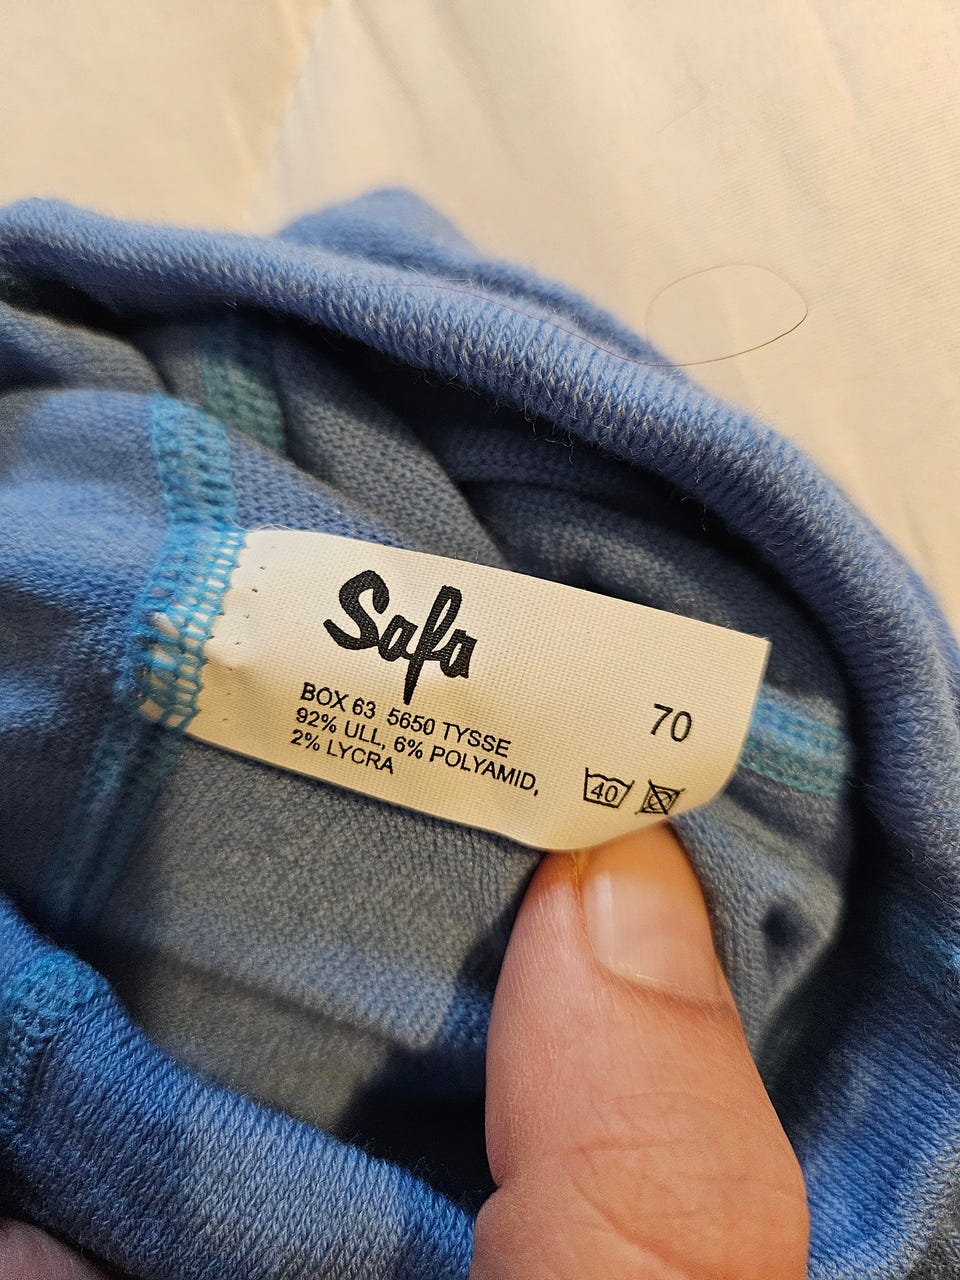 Safa
BOX 63 5650 TYSSE
92% ULL, 6% POLYAMID,
2% LYCRA
70
40